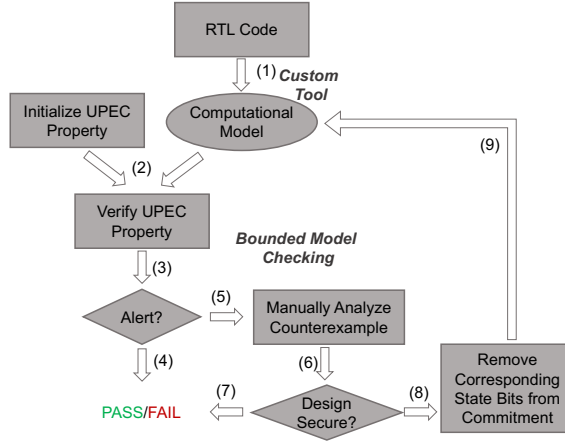 RTL Code
(1)
Custom
Tool
Initialize UPEC
Property
Computational
Model
(9)
(2)
Verify UPEC
Property
Bounded Model
Checking
(3)
Alert?
(5)
Manually Analyze
Counterexample
(4)
(6)
Remove
Corresponding
State Bits from
Commitment
PASS/FAIL
(7)
Design
Secure?
(8)